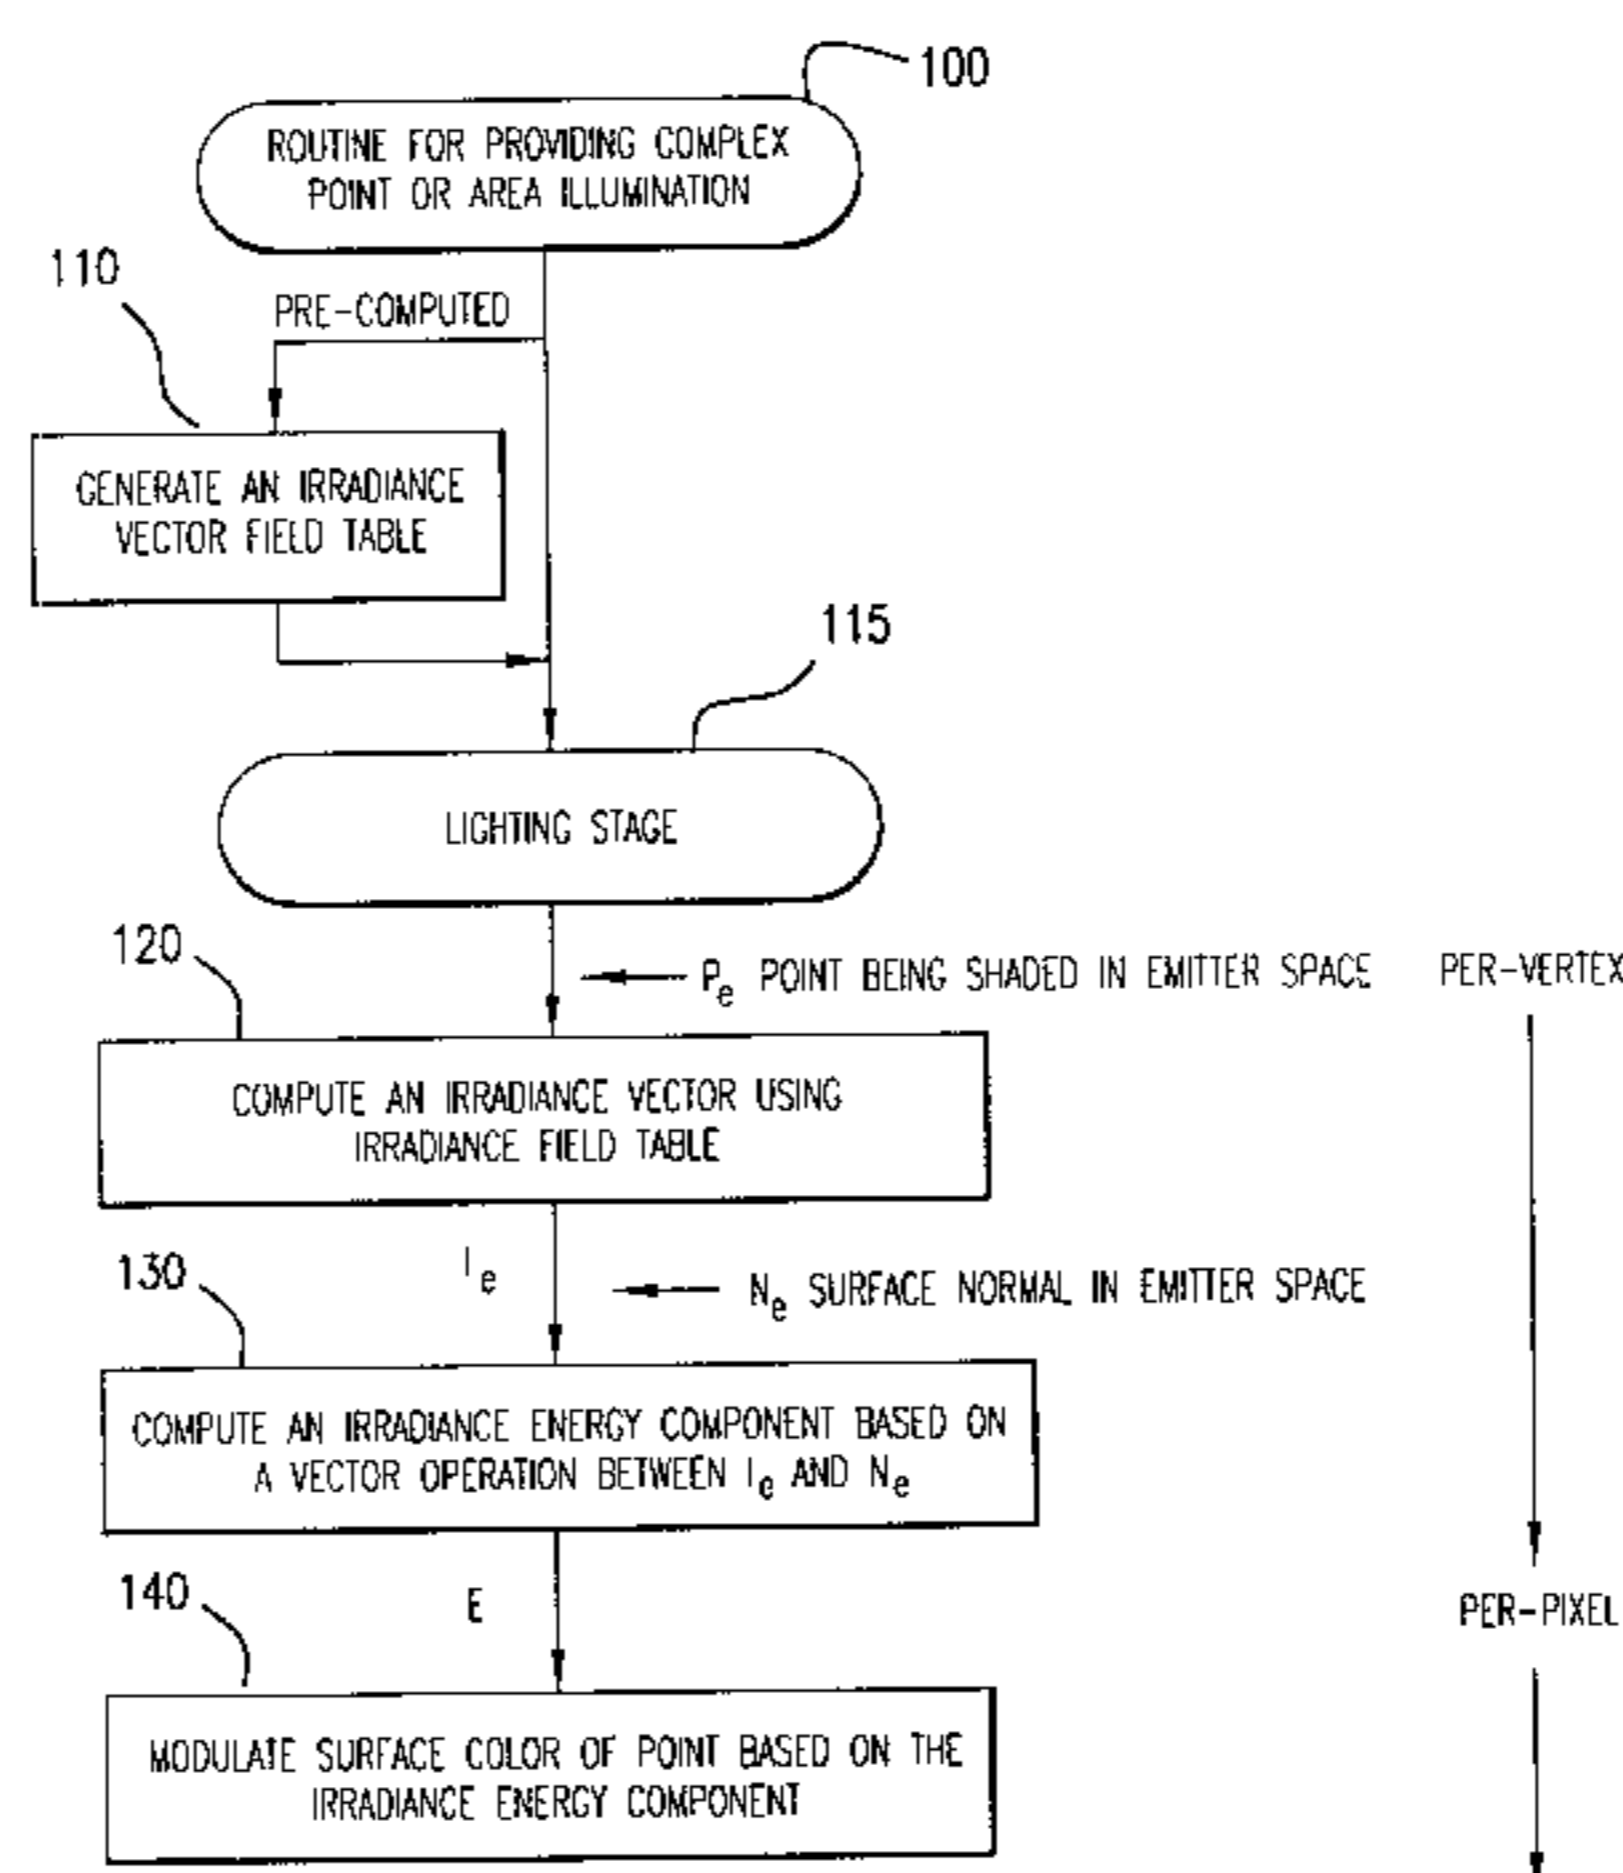 100
ROUTINE FOR PROVIDING COMPLEX
POINT OR AREA ILLUMINATION
110
PRE-COMPUTED
GENERATE AN IRRADIANCE
VECTOR FIELD TABLE
115
LIGHTING STAGE
120
Pe POINT BEING SHADED IN EMITTER SPACE
PER-VERTEX
COMPUTE AN IRRADIANCE VECTOR USING
IRRADIANCE FIELD TABLE
130
Ie
Ne SURFACE NORMAL IN EMITTER SPACE
COMPUTE AN IRRADIANCE ENERGY COMPONENT BASED ON
A VECTOR OPERATION BETWEEN Ie AND Ne
140
E
PER-PIXEL
MODULATE SURFACE COLOR OF POINT BASED ON THE
IRRADIANCE ENERGY COMPONENT